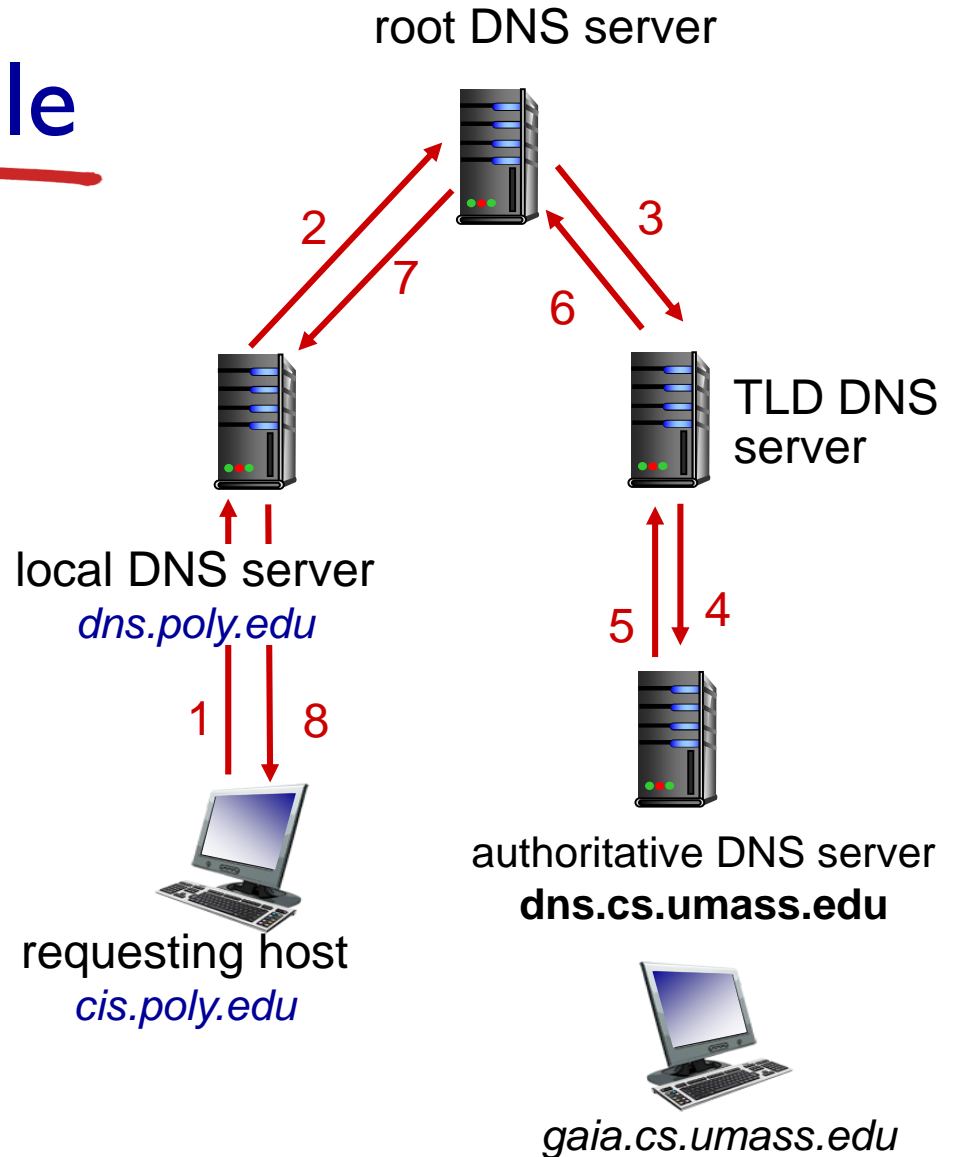 root DNS server
le
2
3
7
6
TLD DNS
server
local DNS server
dns.poly.edu
5
4
1
8
authoritative DNS server
dns.cs.umass.edu
requesting host
cis.poly.edu
gaia.cs.umass.edu